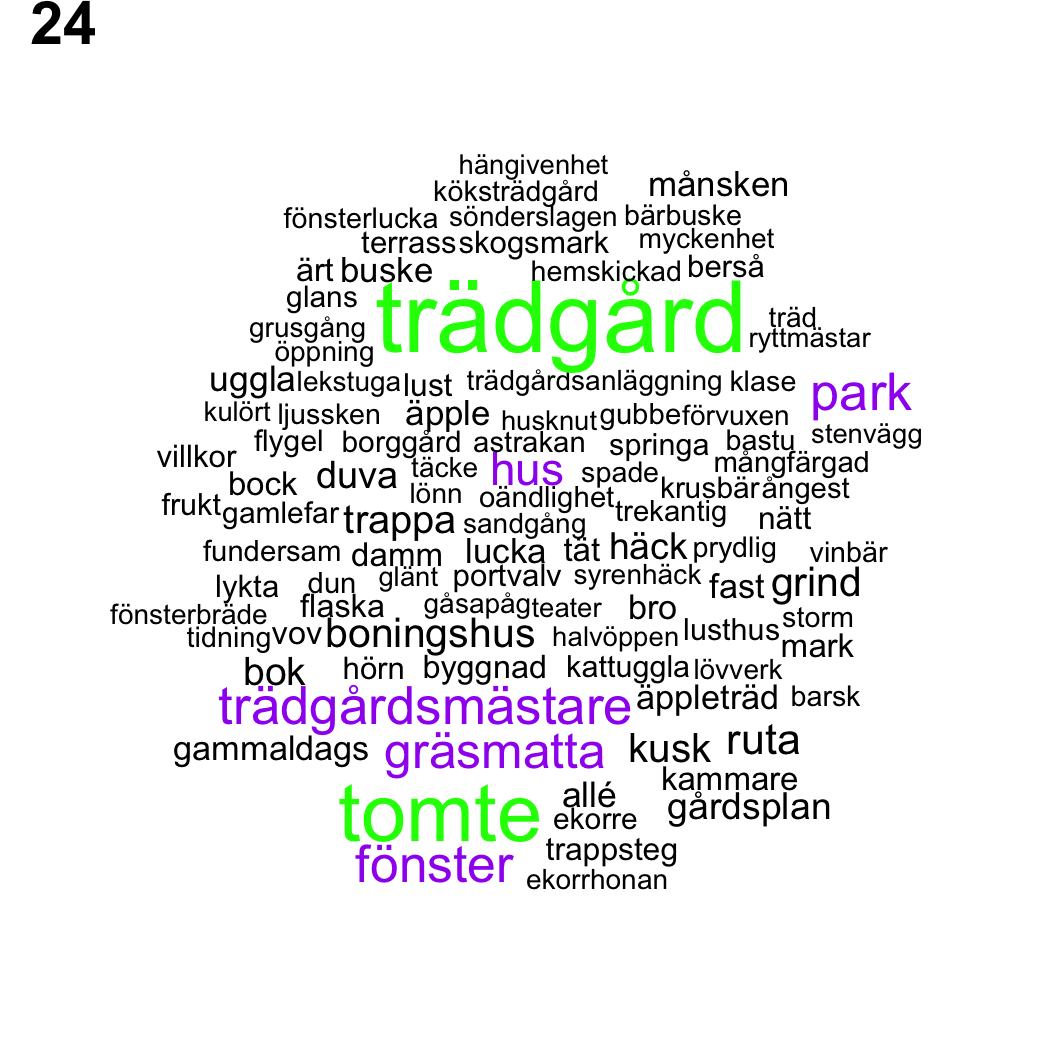 24
hängivenhet
köksträdgård månsken
fönsterlucka sönderslagen bärbuske
terrass skogsmark myckenhet
ärt buske hemskickad berså
glans trädgård träd
grusgång ryttmästar
öppning
uggla lekstuga lust trädgårdsanläggning klase park
kulört ljussken äpple husknut gubbe förvuxen
flygel borggård astrakan springa bastu stenvägg
villkor duva täcke hus spade mångfärgad
bock lönn oändlighet krusbär ångest
frukt gamlefar trappa sandgång trekantig nätt
fundersam damm lucka tät häck prydlig vinbär
lykta dun glänt portvalv syrenhäck fast grind
fönsterbräde flaska gåsapåg teater bro storm
tidning vov boningshus halvöppen lusthus mark
bok hörn byggnad kattuggla lövverk
trädgårdsmästare äppleträd barsk
gammaldags gräsmatta kusk ruta
kammare
tomte allé gårdsplan
ekorre
fönster trappsteg
ekorrhonan